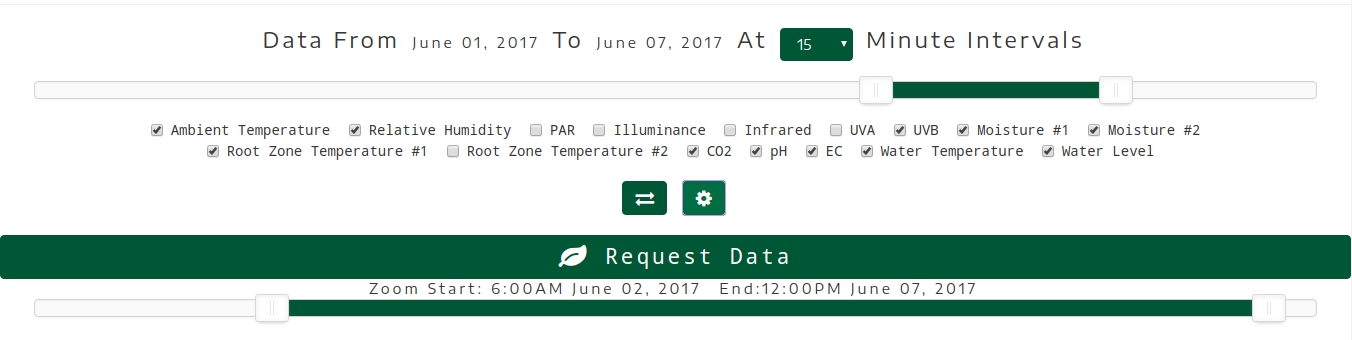 Data From June 01, 2017 To June 07, 2017 At 15 Minute Intervals
Ambient Temperature Relative Humidity PAR Illuminance Infrared UVA UVB Moisture #1 Moisture #2
Root Zone Temperature #1 Root Zone Temperature #2 CO2 pH EC Water Temperature Water Level
Request Data
Zoom Start: 6:00AM June 02, 2017 End:12:00PM June 07, 2017